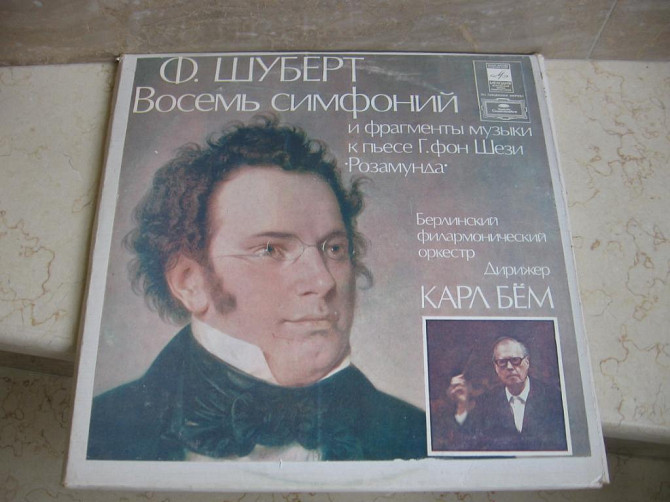 Ф. ШУБЕРТ
Восемь симфоний
и фрагменты музыки
к пьесе Г. фон Шези
·Розамунда·
Берлинский
филармонический
оркестр
Дирижер
КАРЛ БЁМ